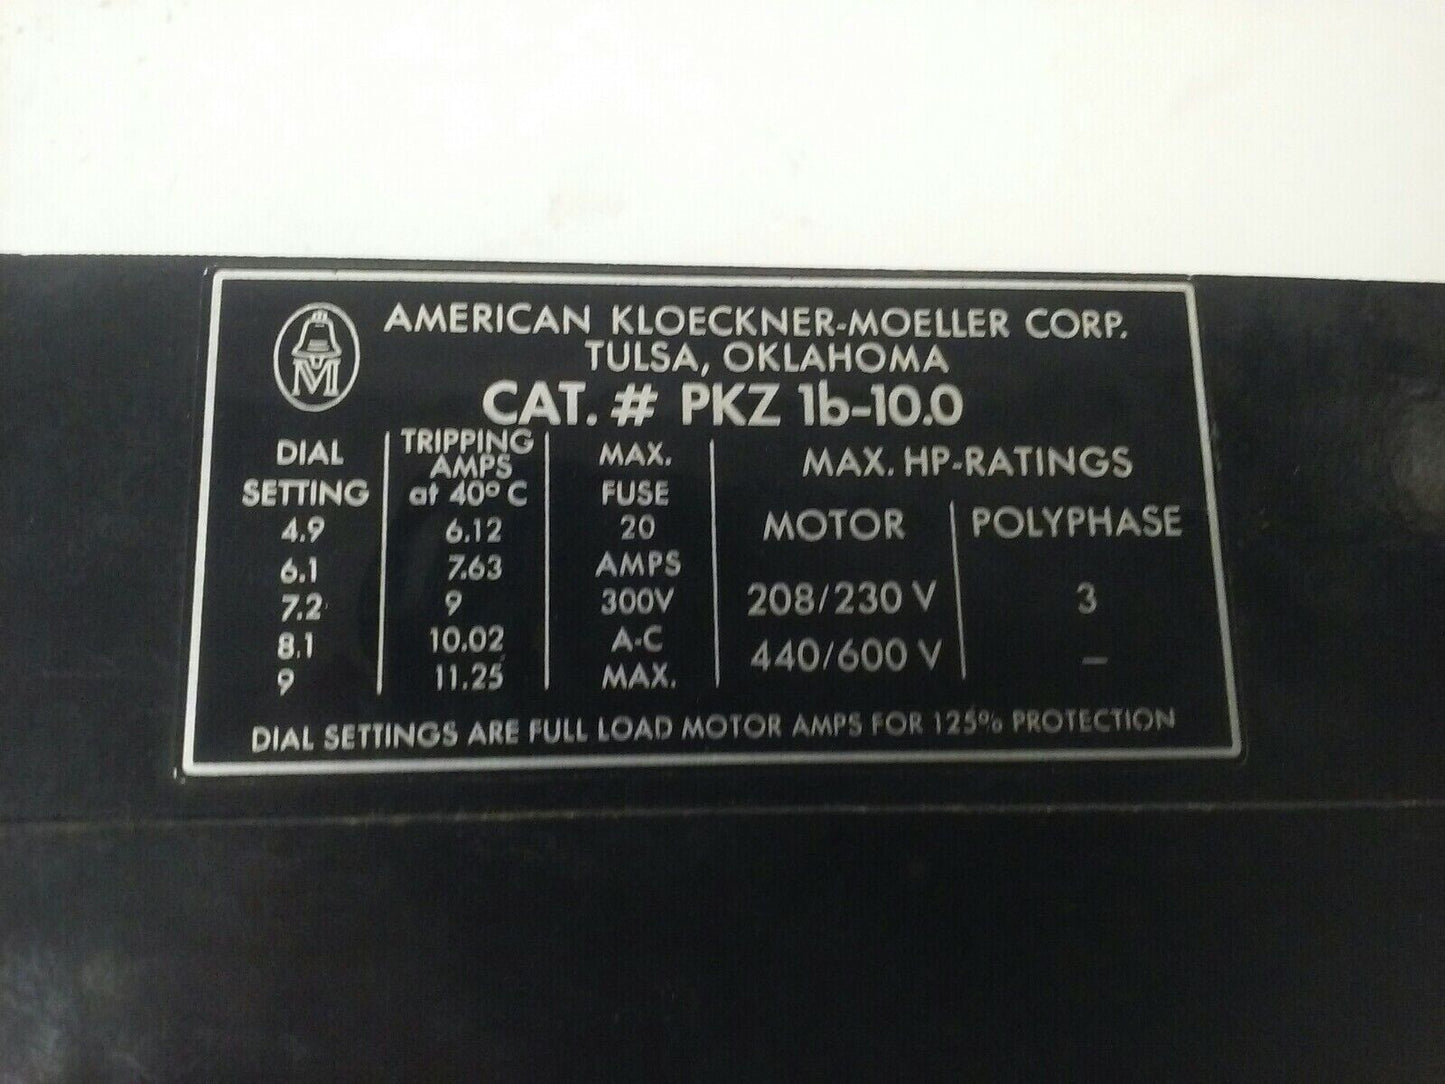 M
AMERICAN KLOECKNER-MOELLER CORP.
TULSA, OKLAHOMA
CAT. # PKZ 1b-10.0
DIAL
SETTING
4.9
6.1
7.2
8.1
9
TRIPPING
AMPS
at 40° C
6.12
7.63
9
10.02
11.25
MAX.
FUSE
20
AMPS
300V
A-C
MAX.
MAX. HP-RATINGS
MOTOR POLYPHASE
208/230 V 3
440/600 V –
DIAL SETTINGS ARE FULL LOAD MOTOR AMPS FOR 125% PROTECTION